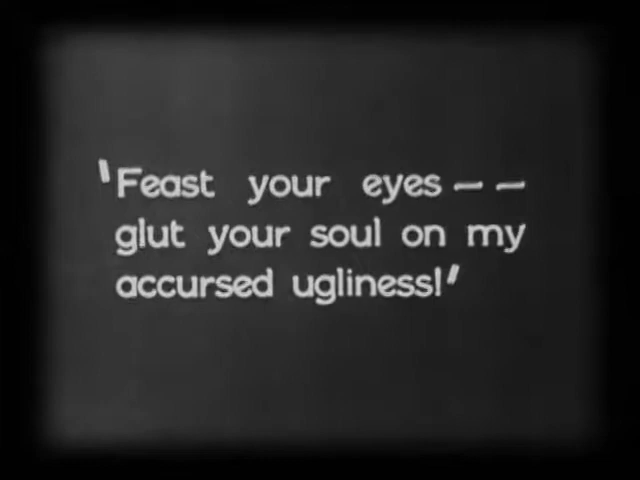 'Feast your eyes — —
glut your soul on my
accursed ugliness!'